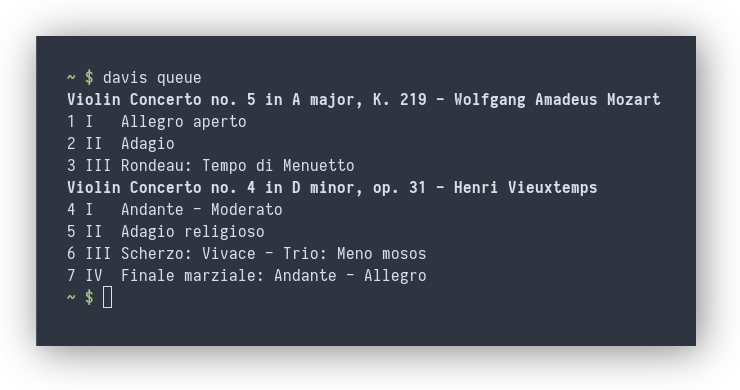 ~ $ davis queue
Violin Concerto no. 5 in A major, K. 219 – Wolfgang Amadeus Mozart
1 I   Allegro aperto
2 II  Adagio
3 III Rondeau: Tempo di Menuetto
Violin Concerto no. 4 in D minor, op. 31 – Henri Vieuxtemps
4 I   Andante – Moderato
5 II  Adagio religioso
6 III Scherzo: Vivace – Trio: Meno mosos
7 IV  Finale marziale: Andante – Allegro
~ $